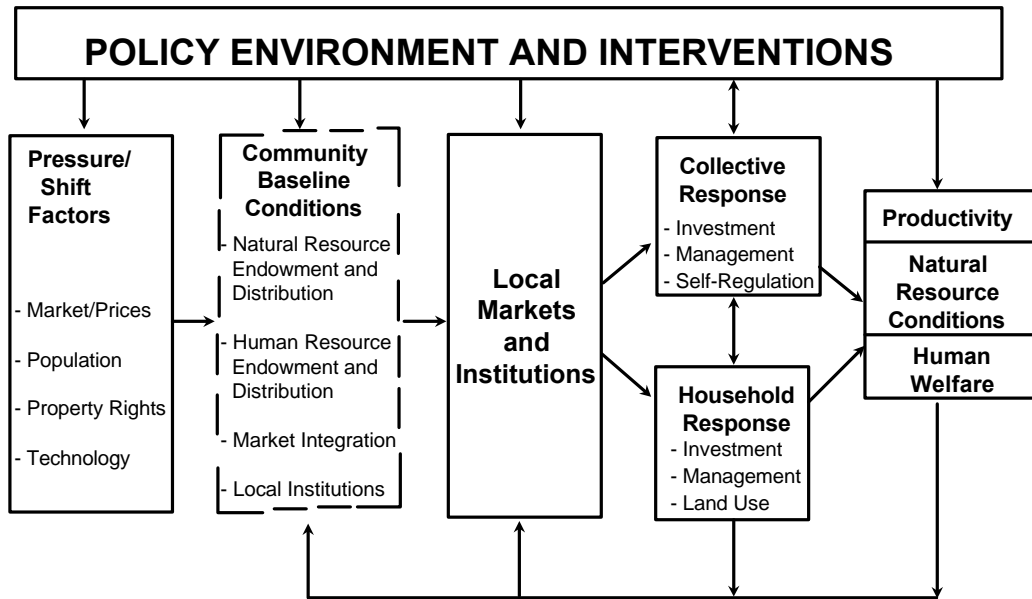 POLICY ENVIRONMENT AND INTERVENTIONS
Pressure/
Shift
Factors
- Market/Prices
- Population
- Property Rights
- Technology
Community
Baseline
Conditions
- Natural Resource
Endowment and
Distribution
- Human Resource
Endowment and
Distribution
- Market Integration
- Local Institutions
Local
Markets
and
Institutions
Collective
Response
- Investment
- Management
- Self-Regulation
Household
Response
- Investment
- Management
- Land Use
Productivity
Natural
Resource
Conditions
Human
Welfare